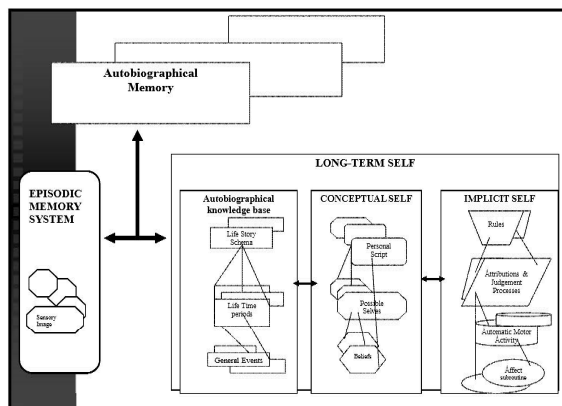 Autobiographical
Memory
LONG-TERM SELF
EPISODIC
MEMORY
SYSTEM
Sensory
Image
Autobiographical
knowledge base
Life Story
Schema
Life Time
periods
General Events
CONCEPTUAL SELF
Personal
Script
Possible
Selves
Beliefs
IMPLICIT SELF
Rules
Attributions &
Judgement
Processes
Automatic Motor
Activity
Affect
subroutine